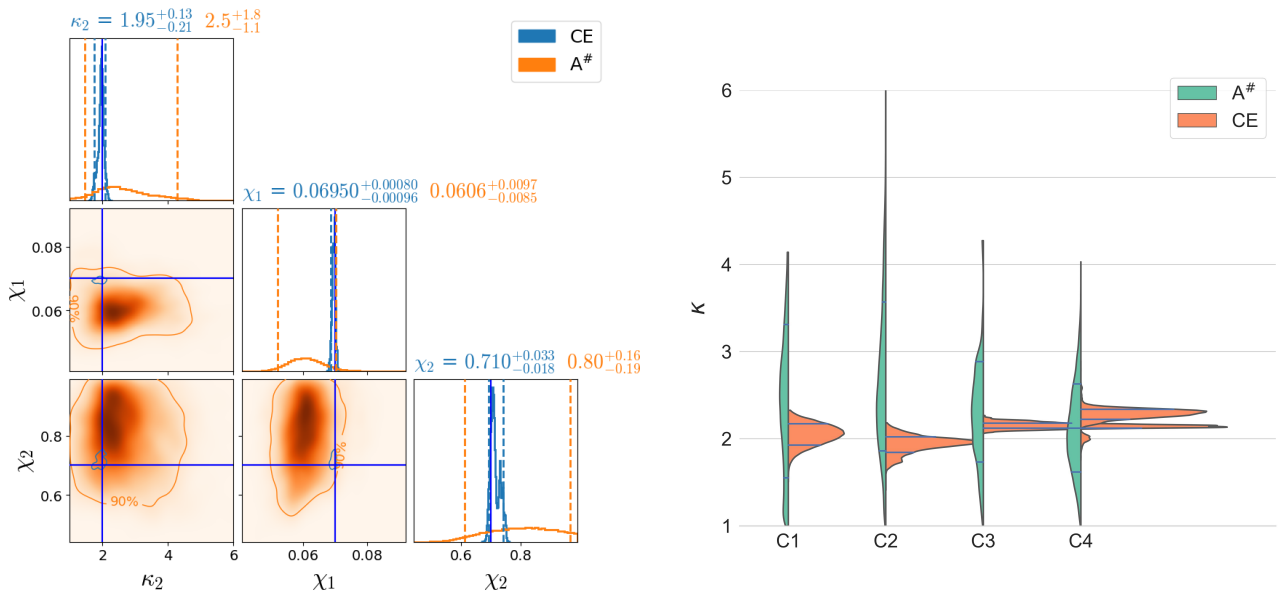 κ₂ = 1.95^{+0.13}_{−0.21} 2.5^{+1.8}_{−1.1}
CE
A^#
χ₁ = 0.06950^{+0.00080}_{−0.00096} 0.0606^{+0.0097}_{−0.0085}
0.08
0.06
χ₁
90%
χ₂ = 0.710^{+0.033}_{−0.018} 0.80^{+0.16}_{−0.19}
0.8
0.6
χ₂
90%
90%
2 4 6
κ₂
0.06 0.08
χ₁
0.6 0.8
χ₂
A^#
CE
6
5
4
3
2
1
κ
C1 C2 C3 C4